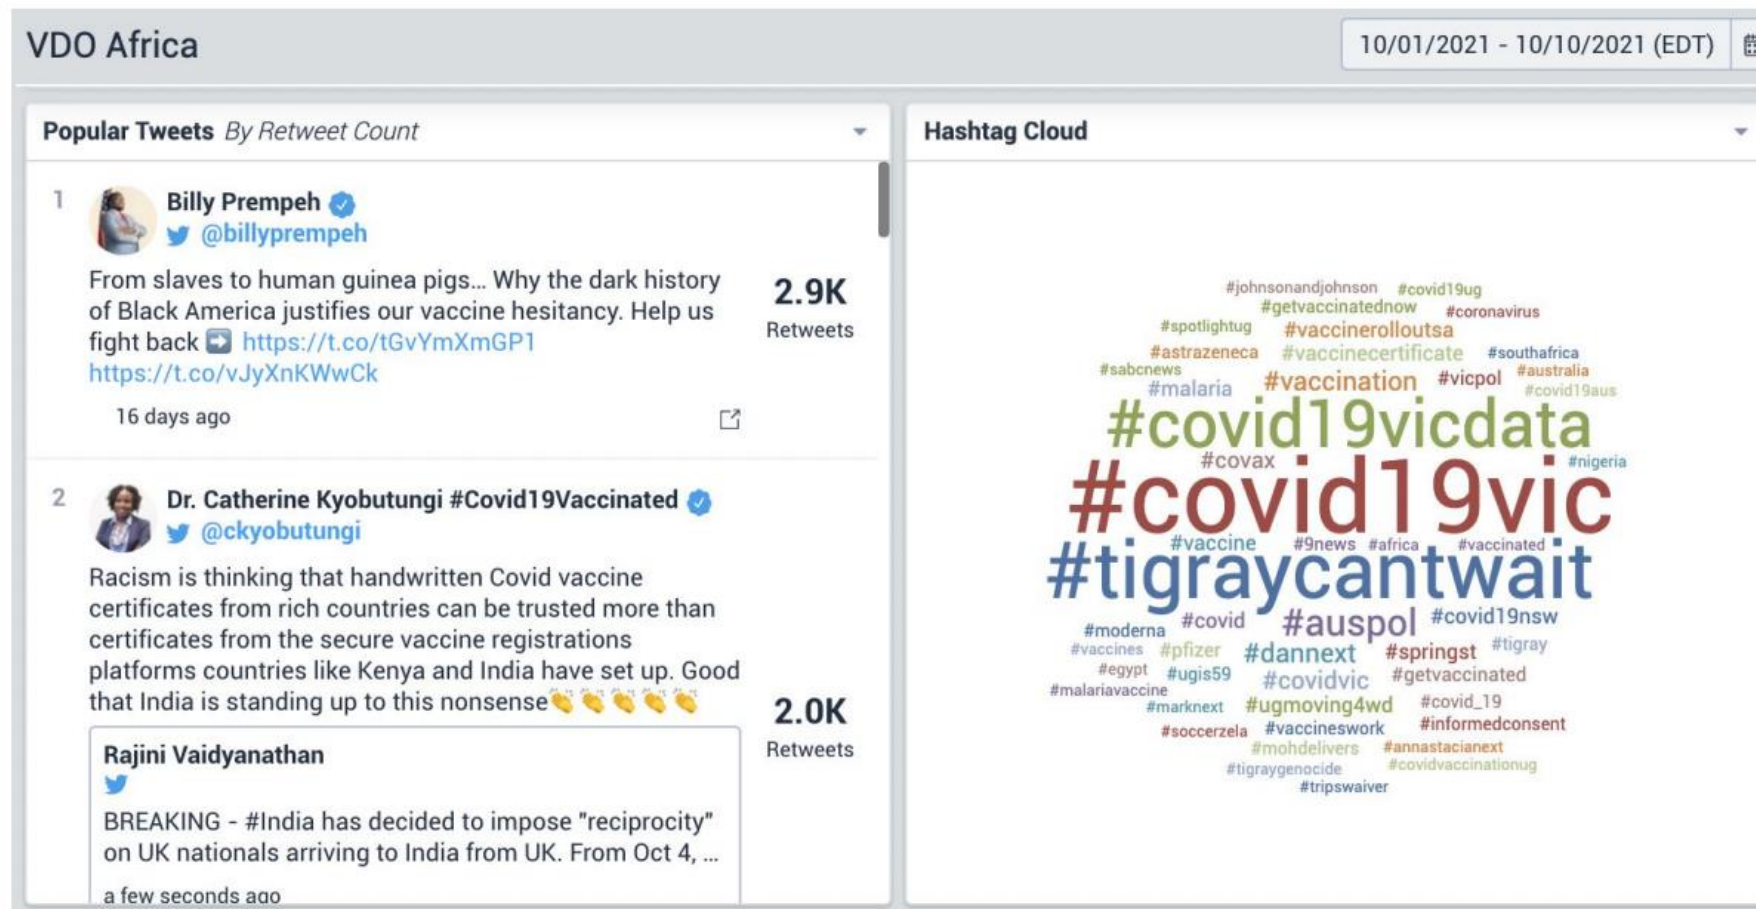 VDO Africa
10/01/2021 - 10/10/2021 (EDT)
Popular Tweets By Retweet Count
1
Billy Prempeh
@billyprempeh
From slaves to human guinea pigs... Why the dark history
of Black America justifies our vaccine hesitancy. Help us
fight back ➡️ https://t.co/tGvYmXmGP1
https://t.co/vJyXnKWwCk
2.9K
Retweets
16 days ago
2
Dr. Catherine Kyobutungi #Covid19Vaccinated
@ckyobutungi
Racism is thinking that handwritten Covid vaccine
certificates from rich countries can be trusted more than
certificates from the secure vaccine registrations
platforms countries like Kenya and India have set up. Good
that India is standing up to this nonsense👏👏👏👏👏
2.0K
Retweets
Rajini Vaidyanathan
BREAKING - #India has decided to impose "reciprocity"
on UK nationals arriving to India from UK. From Oct 4, ...
a few seconds ago
Hashtag Cloud
#johnsonandjohnson #covid19ug
#getvaccinatednow #coronavirus
#spotlightug #vaccinerolloutsa
#astrazeneca #vaccinecertificate #southafrica
#sabcnews #australia
#malaria #vaccination #vicpol #covid19aus
#covid19vicdata
#covax #nigeria
#covid19vic
#vaccine #9news #africa #vaccinated
#tigraycantwait
#moderna #covid #auspol #covid19nsw
#vaccines #pfizer #dannext #springst #tigray
#egypt #ugis59 #covidvic #getvaccinated
#malariavaccine
#marknext #ugmoving4wd #covid_19
#soccerzela #vaccineswork #informedconsent
#mohdelivers #annastacianext
#tigraygenocide #covidvaccinationug
#tripswaiver